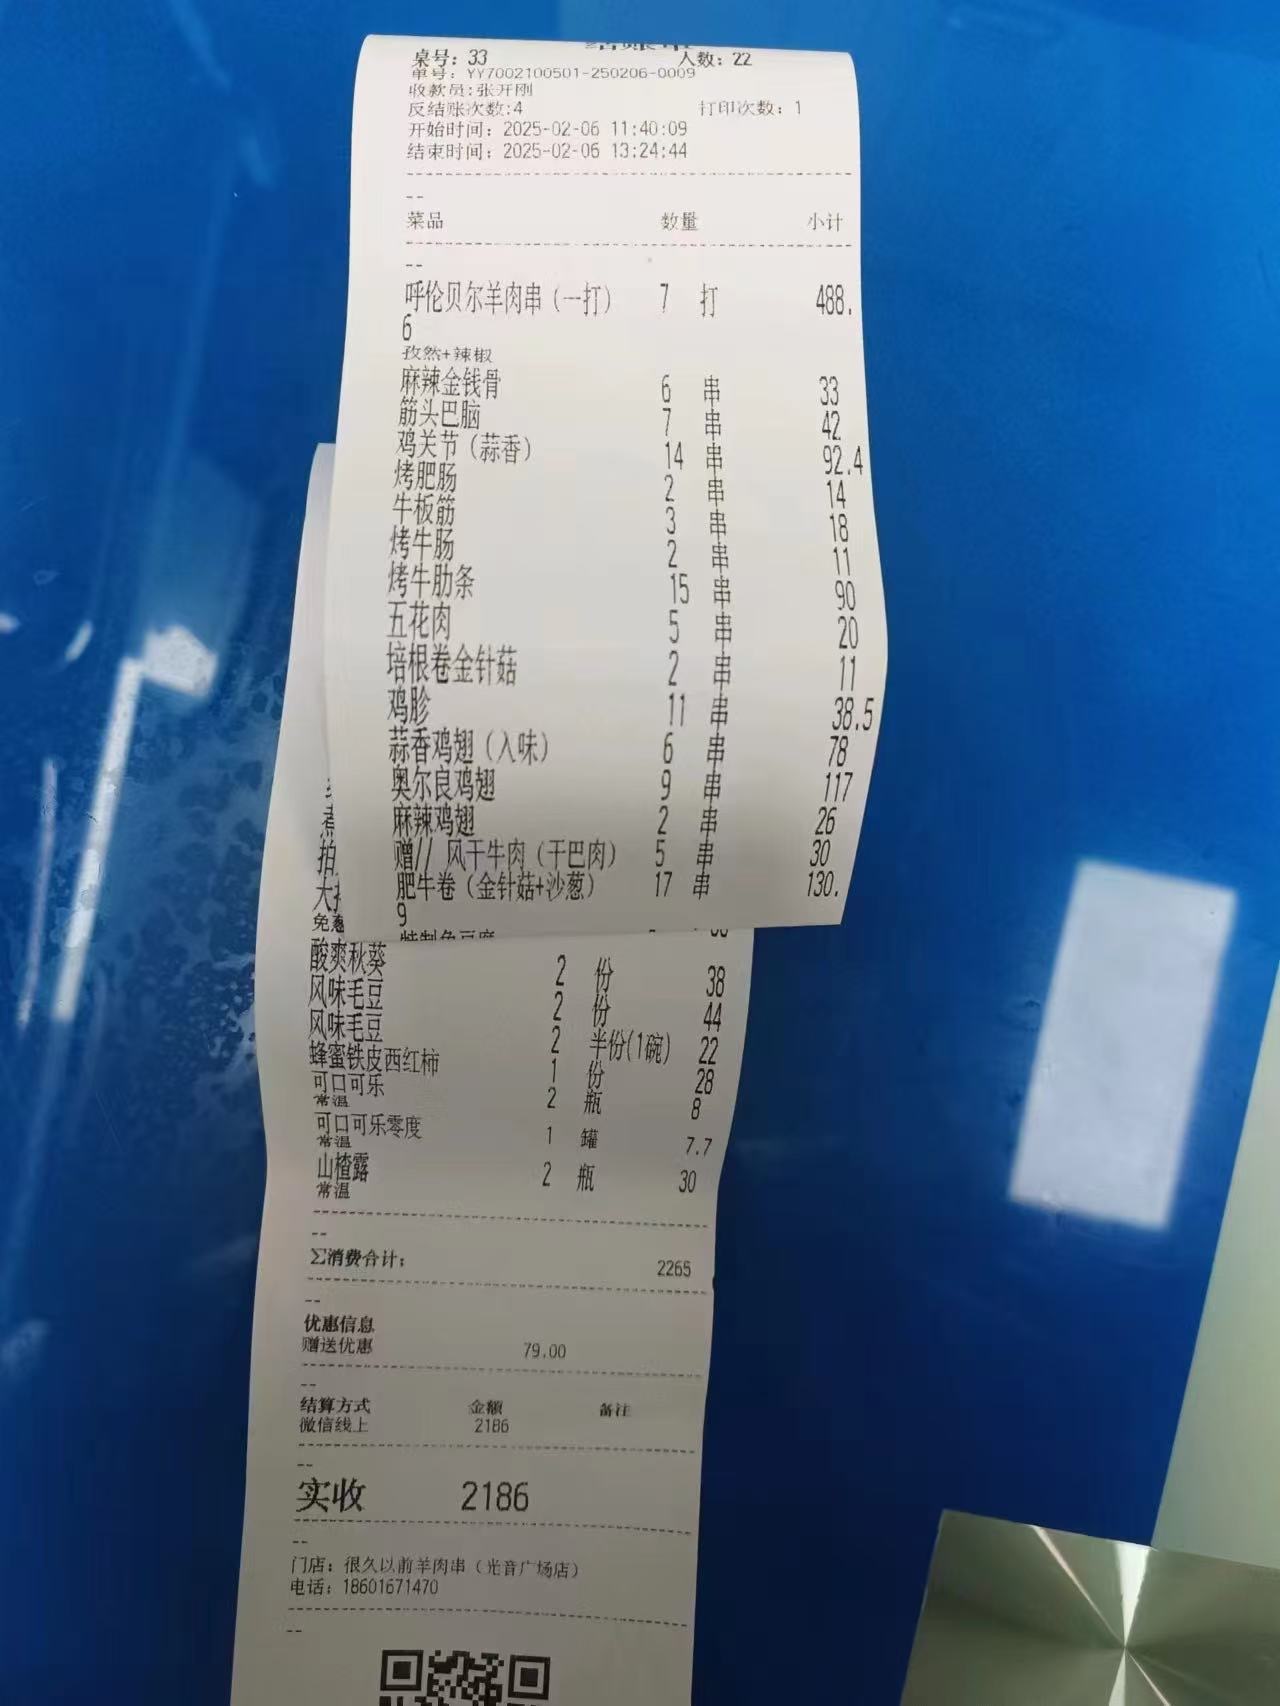 结账单
桌号: 33 人数: 22
单号: YY7002100501-250206-0009
收款员:张开刚
反结账次数:4 打印次数: 1
开始时间: 2025-02-06 11:40:09
结束时间: 2025-02-06 13:24:44
--
菜品 数量 小计
--
呼伦贝尔羊肉串(一打) 7 打 488.
6
孜然+辣椒
麻辣金钱骨 6 串 33
筋头巴脑 7 串 42
鸡关节(蒜香) 14 串 92.4
烤肥肠 2 串 14
牛板筋 3 串 18
烤牛肠 2 串 11
烤牛肋条 15 串 90
五花肉 5 串 20
培根卷金针菇 2 串 11
鸡胗 11 串 38.5
蒜香鸡翅(入味) 6 串 78
奥尔良鸡翅 9 串 117
麻辣鸡翅 2 串 26
赠// 风干牛肉(干巴肉) 5 串 30
肥牛卷(金针菇+沙葱) 17 串 130.
9
特制鱼豆腐
煮
拍
大
免葱
酸爽秋葵 2 份 38
风味毛豆 2 份 44
风味毛豆 2 半份(1碗) 22
蜂蜜铁皮西红柿 1 份 28
可口可乐 2 瓶 8
常温
可口可乐零度 1 罐 7.7
常温
山楂露 2 瓶 30
常温
--
∑消费合计: 2265
--
优惠信息
赠送优惠 79.00
--
结算方式 金额 备注
微信线上 2186
--
实收 2186
--
门店: 很久以前羊肉串(光音广场店)
电话: 18601671470
--